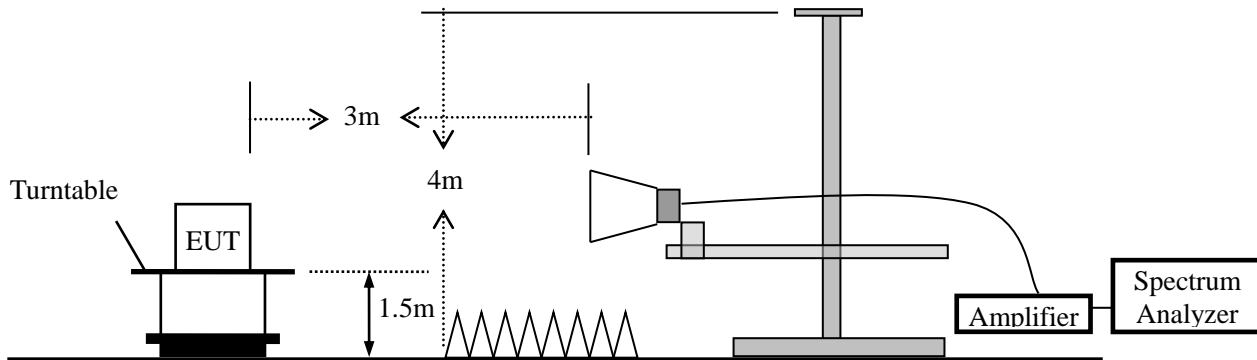 3m
4m
Turntable
EUT
1.5m
Amplifier
Spectrum
Analyzer